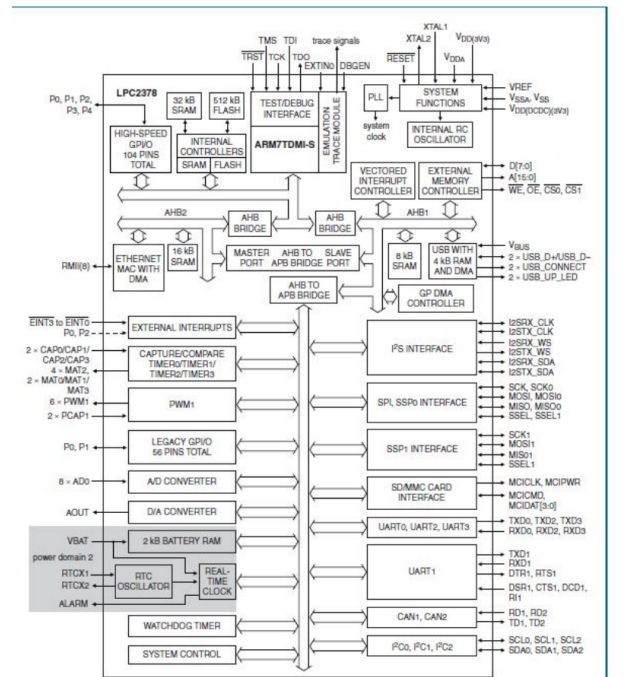 XTAL1
TMS TDI trace signals XTAL2 VDD(3V3)
TRST TCK TDO EXTIN0 DBGEN RESET VDDA
LPC2378
P0, P1, P2,
P3, P4
HIGH-SPEED
GPI/O
104 PINS
TOTAL
32 kB
SRAM
512 kB
FLASH
INTERNAL
CONTROLLERS
SRAM FLASH
TEST/DEBUG
INTERFACE
ARM7TDMI-S
EMULATION
TRACE MODULE
PLL
system
clock
SYSTEM
FUNCTIONS
INTERNAL RC
OSCILLATOR
VREF
VSSA, VSS
VDD(DCDC)(3V3)
VECTORED
INTERRUPT
CONTROLLER
EXTERNAL
MEMORY
CONTROLLER
D[7:0]
A[15:0]
WE, OE, CS0, CS1
AHB2
AHB
BRIDGE
AHB
BRIDGE
AHB1
RMII(8)
ETHERNET
MAC WITH
DMA
16 kB
SRAM
MASTER AHB TO SLAVE
PORT APB BRIDGE PORT
8 kB
SRAM
USB WITH
4 kB RAM
AND DMA
VBUS
2 × USB_D+/USB_D−
2 × USB_CONNECT
2 × USB_UP_LED
AHB TO
APB BRIDGE
GP DMA
CONTROLLER
EINT3 to EINT0
P0, P2
EXTERNAL INTERRUPTS
2 × CAP0/CAP1/
CAP2/CAP3
4 × MAT2,
2 × MAT0/MAT1/
MAT3
CAPTURE/COMPARE
TIMER0/TIMER1/
TIMER2/TIMER3
6 × PWM1
2 × PCAP1
PWM1
P0, P1
LEGACY GPI/O
56 PINS TOTAL
8 × AD0
A/D CONVERTER
AOUT
D/A CONVERTER
VBAT
power domain 2
2 kB BATTERY RAM
RTCX1
RTCX2
RTC
OSCILLATOR
REAL-
TIME
CLOCK
ALARM
WATCHDOG TIMER
SYSTEM CONTROL
I²S INTERFACE
I2SRX_CLK
I2STX_CLK
I2SRX_WS
I2STX_WS
I2SRX_SDA
I2STX_SDA
SPI, SSP0 INTERFACE
SCK, SCK0
MOSI, MOSI0
MISO, MISO0
SSEL, SSEL1
SSP1 INTERFACE
SCK1
MOSI1
MIS01
SSEL1
SD/MMC CARD
INTERFACE
MCICLK, MCIPWR
MCICMD,
MCIDAT[3:0]
UART0, UART2, UART3
TXD0, TXD2, TXD3
RXD0, RXD2, RXD3
UART1
TXD1
RXD1
DTR1, RTS1
DSR1, CTS1, DCD1,
RI1
CAN1, CAN2
RD1, RD2
TD1, TD2
I²C0, I²C1, I²C2
SCL0, SCL1, SCL2
SDA0, SDA1, SDA2